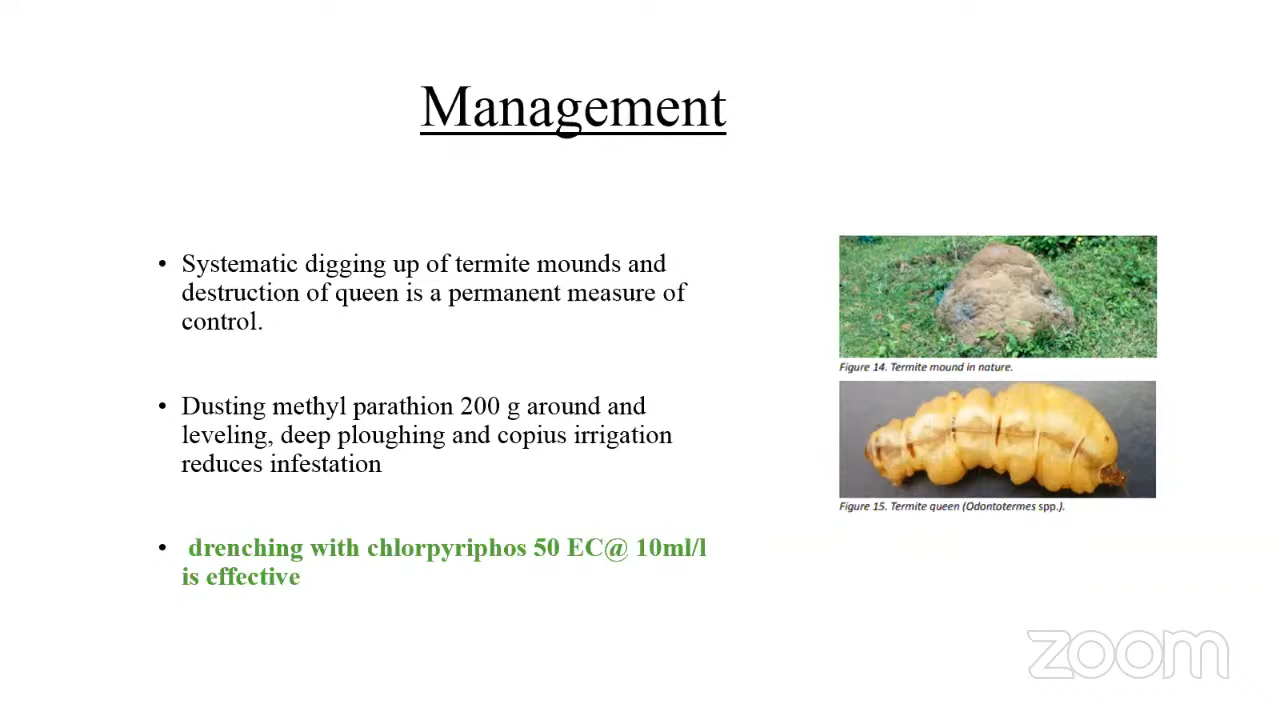 Management
• Systematic digging up of termite mounds and
destruction of queen is a permanent measure of
control.
• Dusting methyl parathion 200 g around and
leveling, deep ploughing and copius irrigation
reduces infestation
• drenching with chlorpyriphos 50 EC@ 10ml/l
is effective
Figure 14. Termite mound in nature.
Figure 15. Termite queen (Odontotermes spp.).
zoom